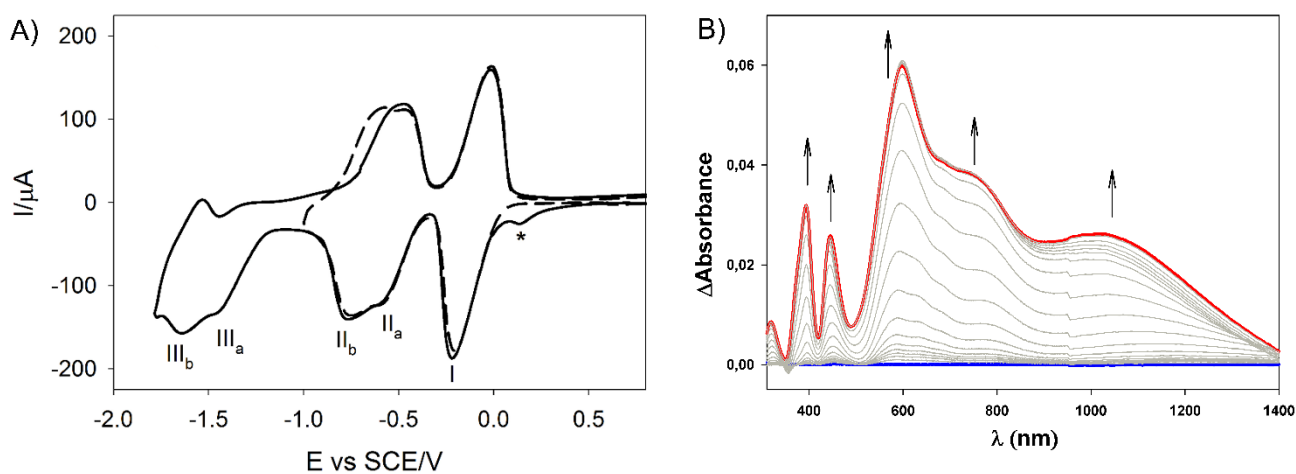 A)
200
100
0
-100
-200
I/μA
III_b
III_a
II_b
II_a
I
*
-2.0 -1.5 -1.0 -0.5 0.0 0.5
E vs SCE/V
B)
0,06
0,04
0,02
0,00
ΔAbsorbance
400 600 800 1000 1200 1400
λ (nm)